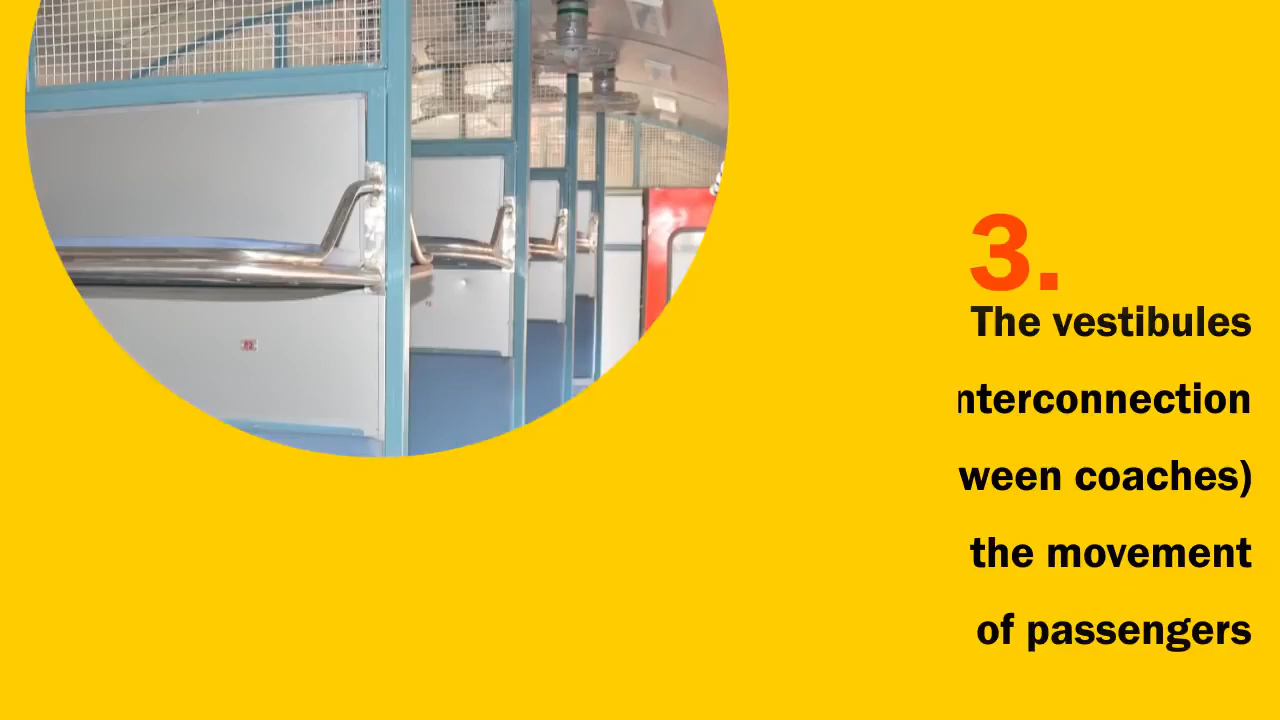 3.
The vestibules
nterconnection
ween coaches)
the movement
of passengers